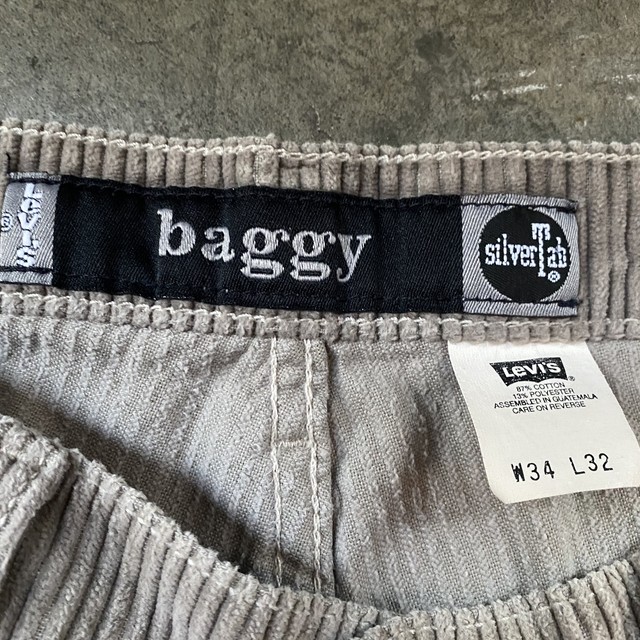 LEVI'S
®
baggy
silverTab
®
Levi's
87% COTTON
13% POLYESTER
ASSEMBLED IN GUATEMALA
CARE ON REVERSE
W34 L32